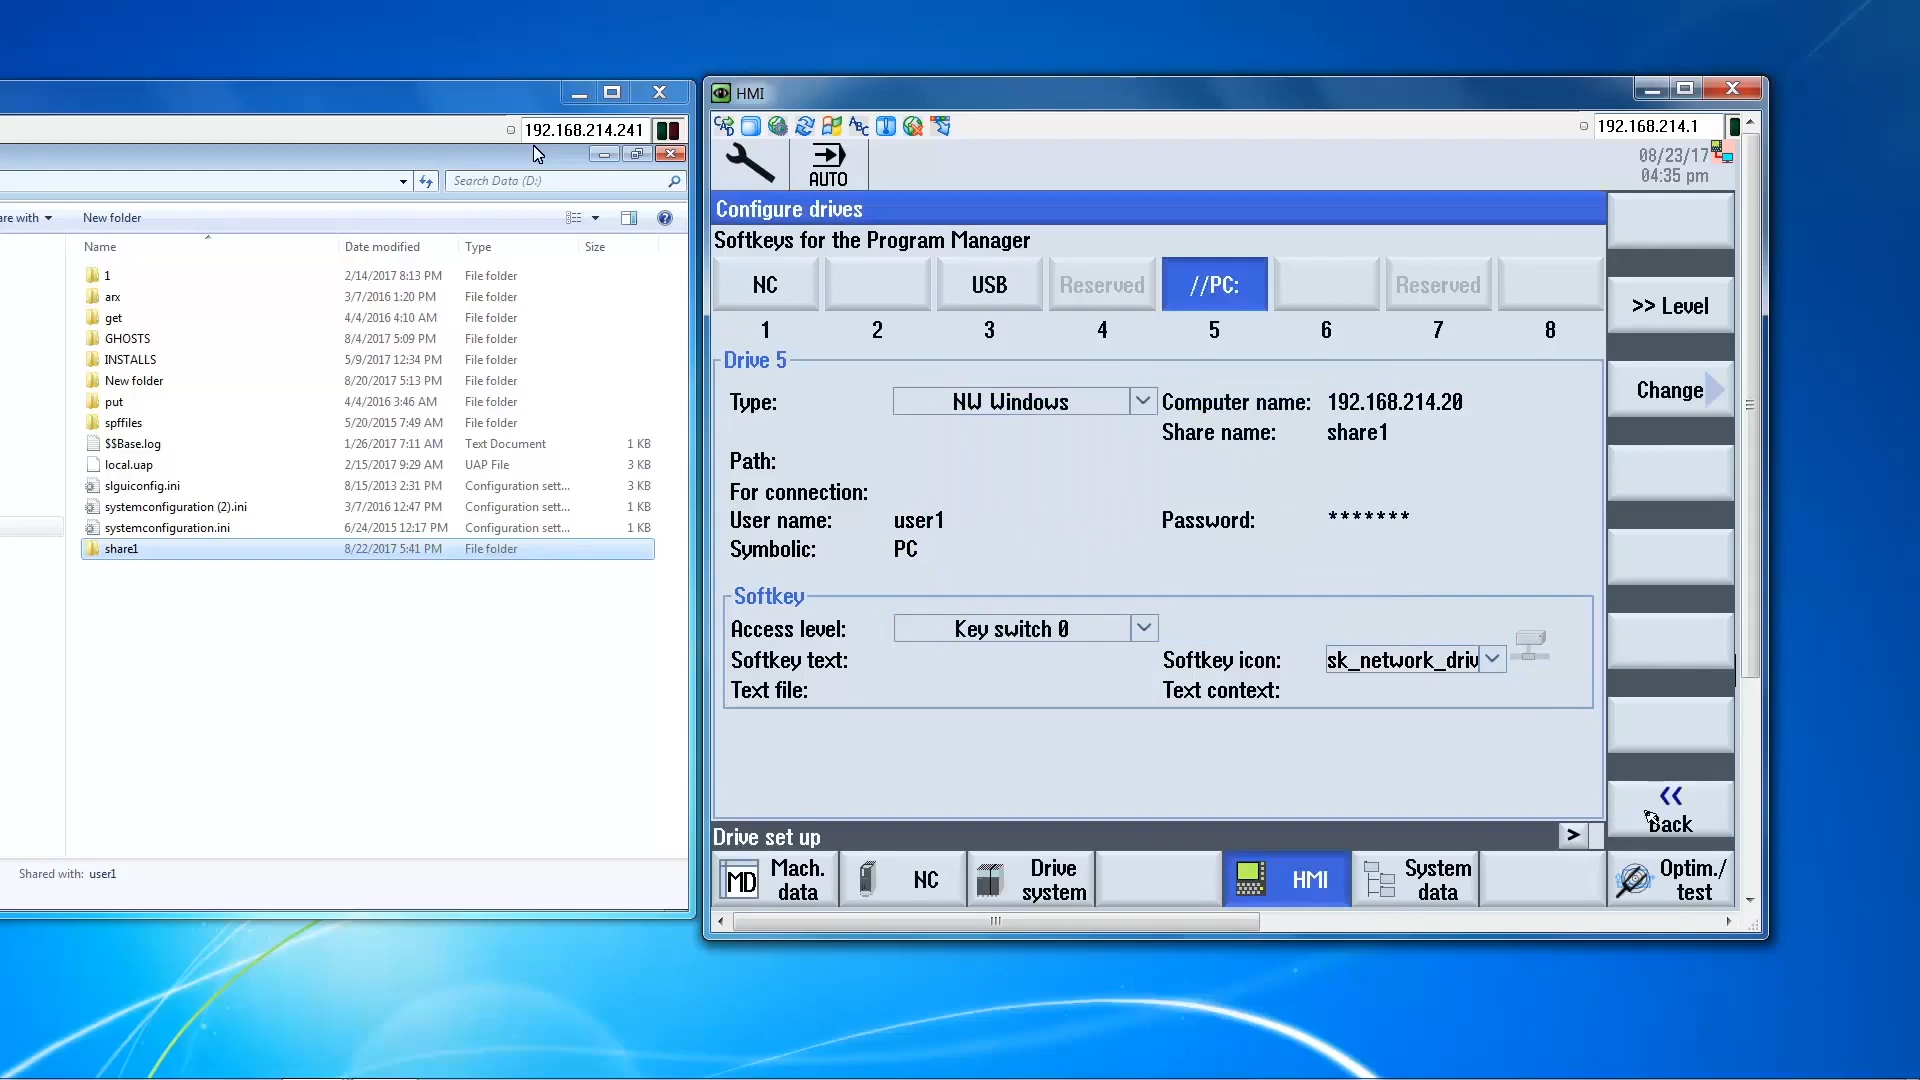 192.168.214.241
Search Data (D:)
are with
New folder
Name
Date modified
Type
Size
1 2/14/2017 8:13 PM File folder
arx 3/7/2016 1:20 PM File folder
get 4/4/2016 4:10 AM File folder
GHOSTS 8/4/2017 5:09 PM File folder
INSTALLS 5/9/2017 12:34 PM File folder
New folder 8/20/2017 5:13 PM File folder
put 4/4/2016 3:46 AM File folder
spffiles 5/20/2015 7:49 AM File folder
$$Base.log 1/26/2017 7:11 AM Text Document 1 KB
local.uap 2/15/2017 9:29 AM UAP File 3 KB
slguiconfig.ini 8/15/2013 2:31 PM Configuration sett... 3 KB
systemconfiguration (2).ini 3/7/2016 12:47 PM Configuration sett... 1 KB
systemconfiguration.ini 6/24/2015 12:17 PM Configuration sett... 1 KB
share1 8/22/2017 5:41 PM File folder
Shared with: user1
HMI
192.168.214.1
AUTO
08/23/17
04:35 pm
Configure drives
Softkeys for the Program Manager
NC
USB
Reserved
//PC:
Reserved
1 2 3 4 5 6 7 8
Drive 5
Type: NW Windows
Computer name: 192.168.214.20
Share name: share1
Path:
For connection:
User name: user1
Password: *******
Symbolic: PC
Softkey
Access level: Key switch 0
Softkey text:
Softkey icon: sk_network_driv
Text file:
Text context:
>> Level
Change
<<
Back
Drive set up
>
MD
Mach.
data
NC
Drive
system
HMI
System
data
Optim./
test